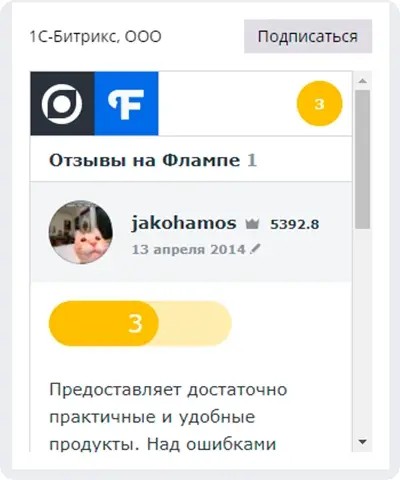 1С-Битрикс, ООО
Подписаться
F
3
Отзывы на Флампе 1
jakohamos 5392.8
13 апреля 2014
3
Предоставляет достаточно
практичные и удобные
продукты. Над ошибками